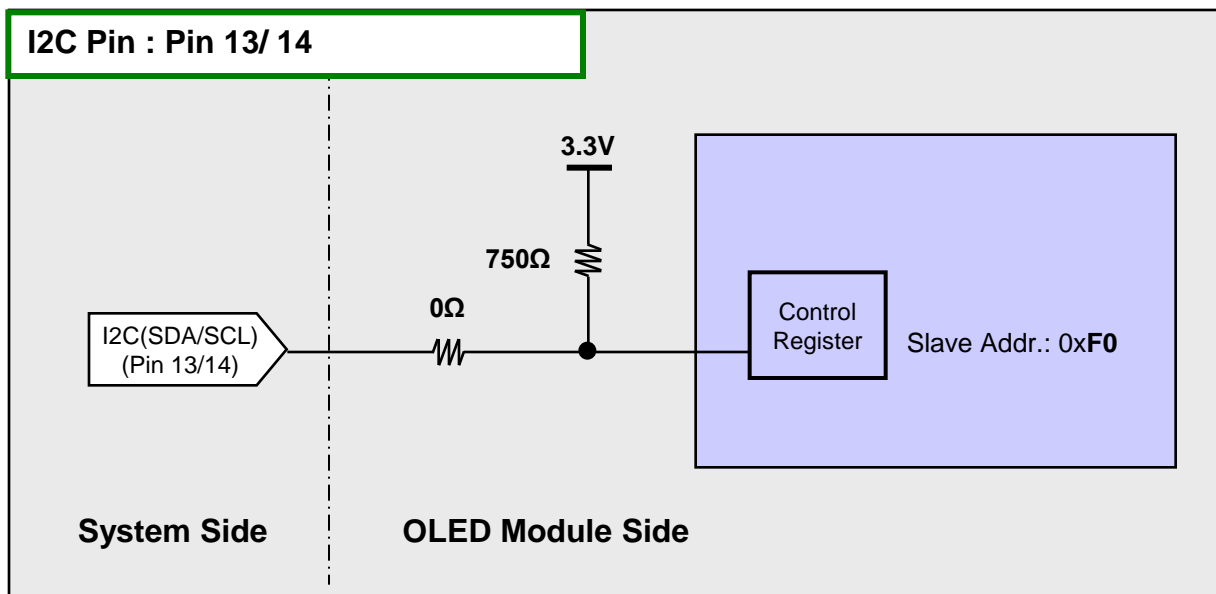 I2C Pin : Pin 13/ 14
3.3V
750Ω
0Ω
I2C(SDA/SCL)
(Pin 13/14)
Control
Register
Slave Addr.: 0xF0
System Side
OLED Module Side